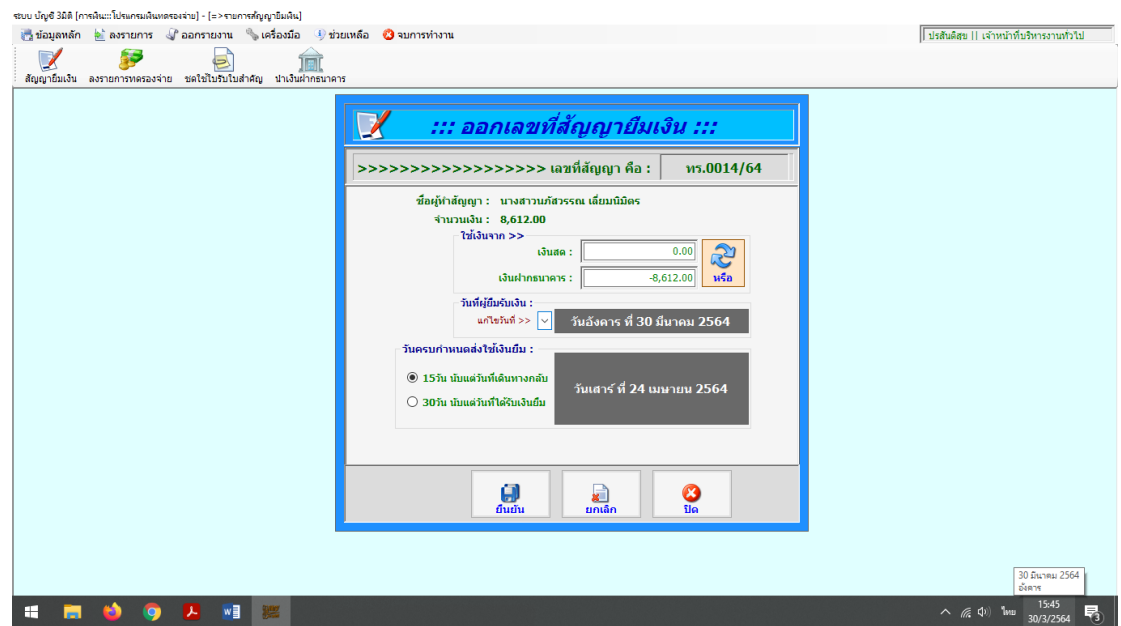 ระบบ บัญชี 3มิติ [การเงิน:::โปรแกรมเงินทดรองจ่าย] - [=>รายการสัญญายืมเงิน]
ข้อมูลหลัก ลงรายการ ออกรายงาน เครื่องมือ ช่วยเหลือ จบการทำงาน
ปรสันติสุข || เจ้าหน้าที่บริหารงานทั่วไป
สัญญายืมเงิน ลงรายการทดรองจ่าย ชดใช้ใบรับใบสำคัญ นำเงินฝากธนาคาร
::: ออกเลขที่สัญญายืมเงิน :::
>>>>>>>>>>>>>>>>>> เลขที่สัญญา คือ : ทร.0014/64
ชื่อผู้ทำสัญญา : นางสาวนภัสวรรณ เลี่ยมนิมิตร
จำนวนเงิน : 8,612.00
ใช้เงินจาก >>
เงินสด : 0.00
เงินฝากธนาคาร : -8,612.00 หรือ
วันที่ผู้ยืมรับเงิน :
แก้ไขวันที่ >> วันอังคาร ที่ 30 มีนาคม 2564
วันครบกำหนดส่งใช้เงินยืม :
15วัน นับแต่วันที่เดินทางกลับ
วันเสาร์ ที่ 24 เมษายน 2564
30วัน นับแต่วันที่ได้รับเงินยืม
ยืนยัน ยกเลิก ปิด
30 มีนาคม 2564
อังคาร
ไทย 15:45
30/3/2564 3